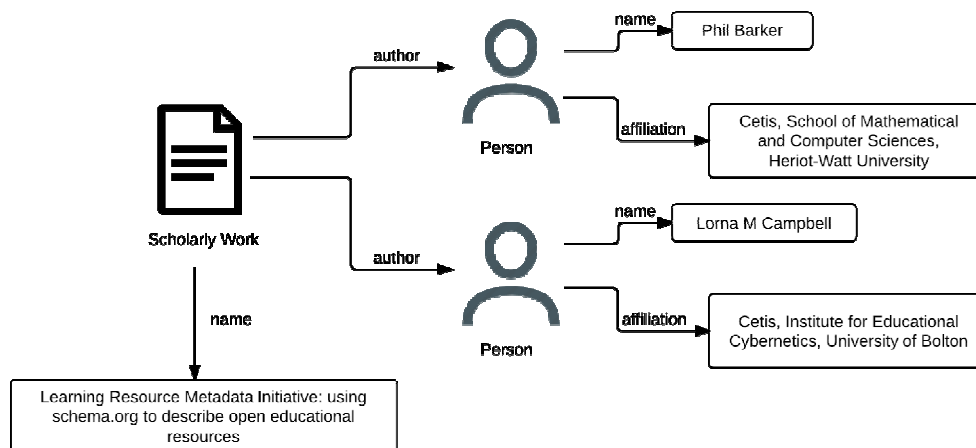 name
Phil Barker
author
affiliation
Cetis, School of Mathematical
and Computer Sciences,
Heriot-Watt University
Person
Scholarly Work
name
Lorna M Campbell
author
affiliation
Cetis, Institute for Educational
Cybernetics, University of Bolton
Person
name
Learning Resource Metadata Initiative: using
schema.org to describe open educational
resources